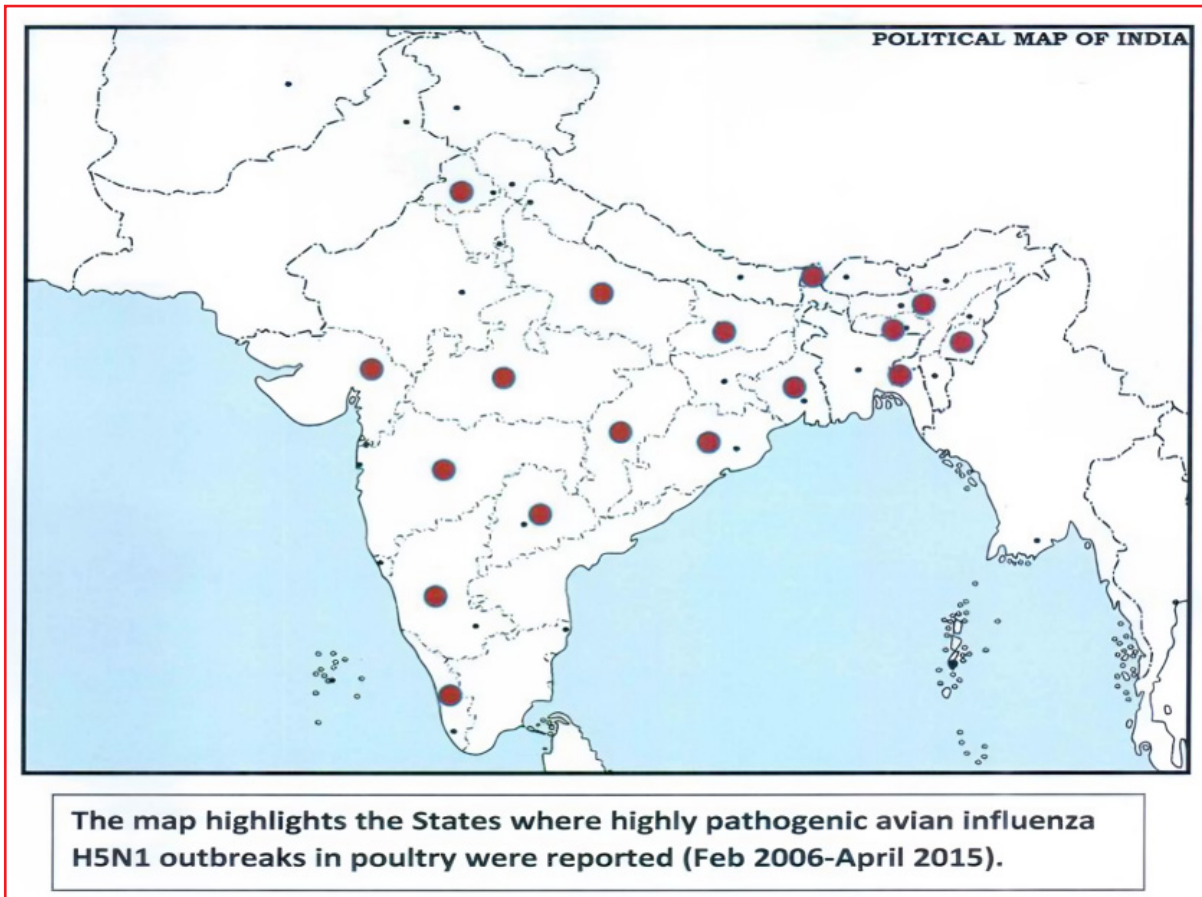 POLITICAL MAP OF INDIA
The map highlights the States where highly pathogenic avian influenza
H5N1 outbreaks in poultry were reported (Feb 2006-April 2015).